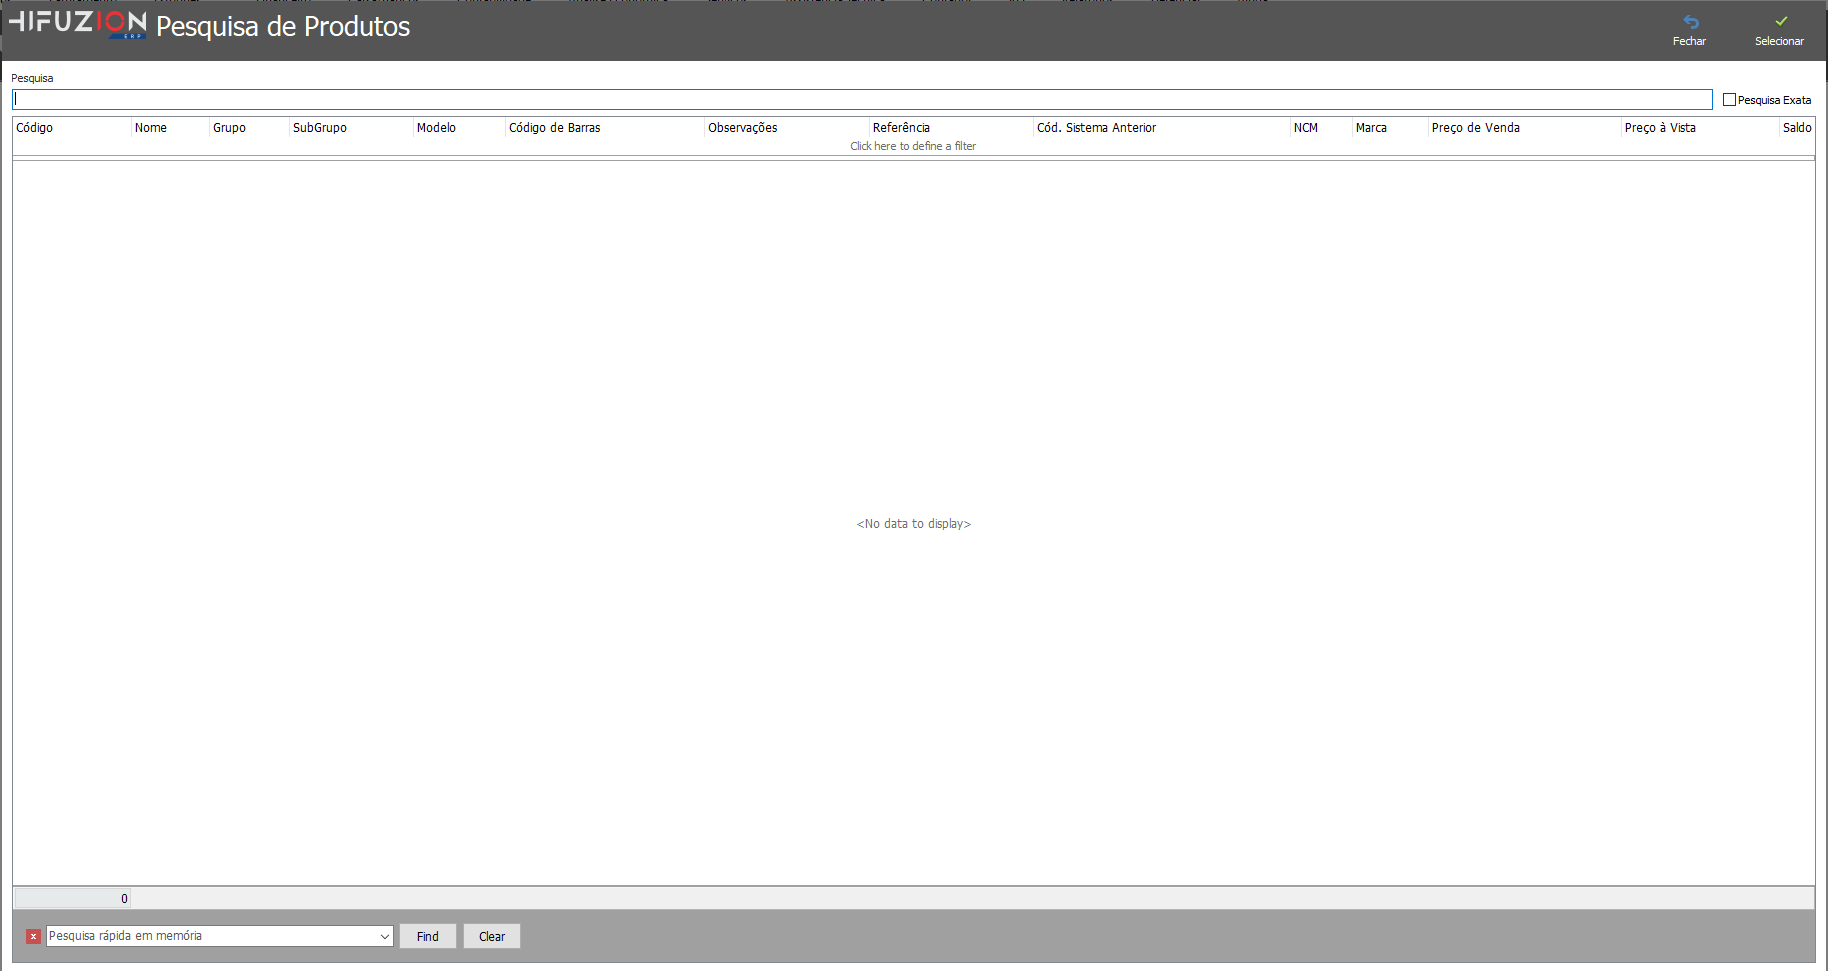 HIFUZION ERP Pesquisa de Produtos
Fechar Selecionar
Pesquisa
Pesquisa Exata
Código Nome Grupo SubGrupo Modelo Código de Barras Observações Referência Cód. Sistema Anterior NCM Marca Preço de Venda Preço à Vista Saldo
Click here to define a filter
<No data to display>
0
x Pesquisa rápida em memória Find Clear